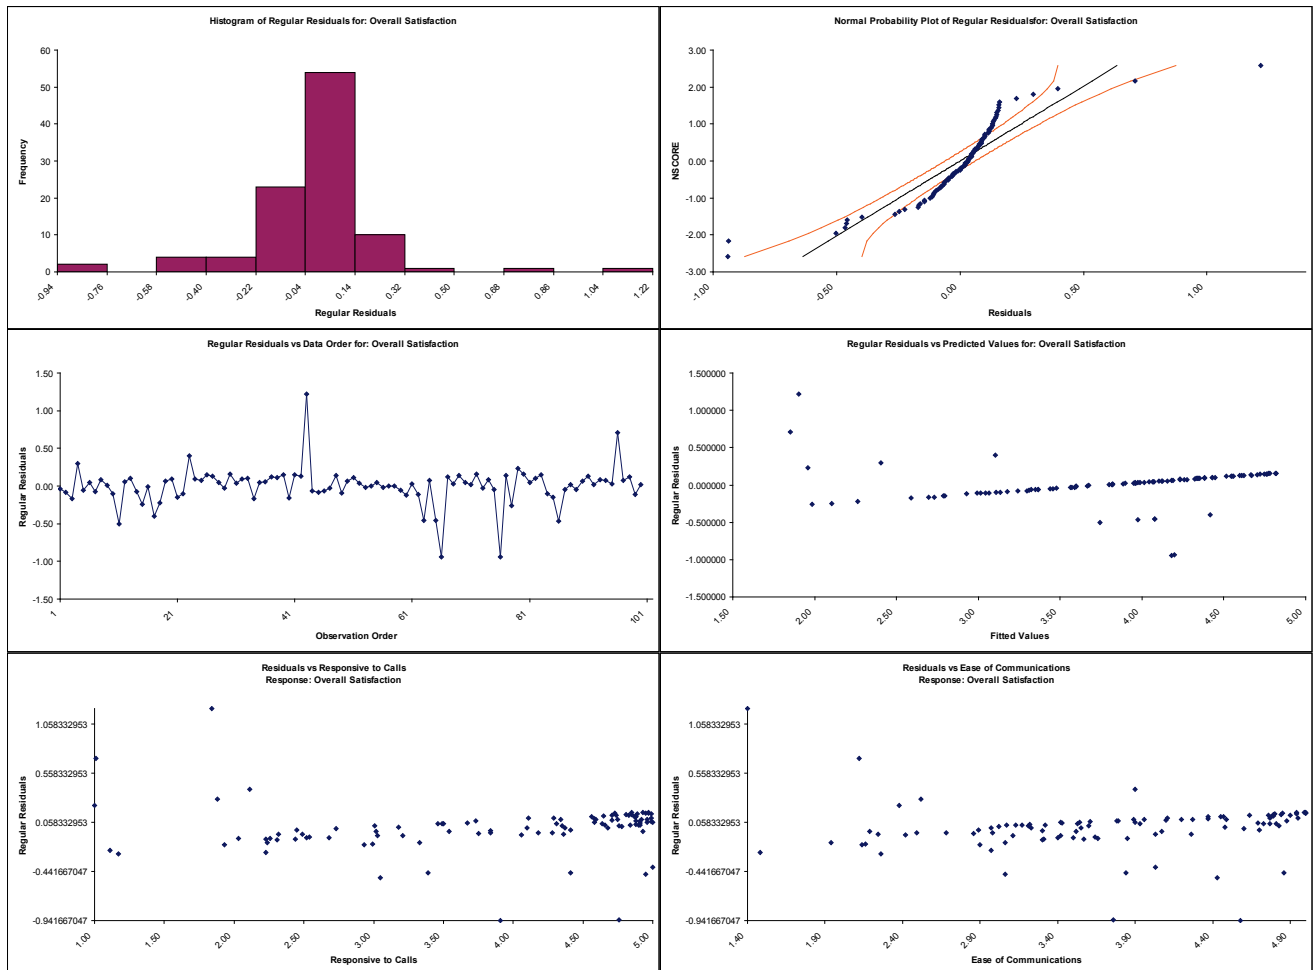 Histogram of Regular Residuals for: Overall Satisfaction
60
50
40
30
20
10
0
Frequency
-0.94 -0.76 -0.58 -0.40 -0.22 -0.04 0.14 0.32 0.50 0.68 0.86 1.04 1.22
Regular Residuals
Normal Probability Plot of Regular Residualsfor: Overall Satisfaction
3.00
2.00
1.00
0.00
-1.00
-2.00
-3.00
NSCORE
-1.00 -0.50 0.00 0.50 1.00
Residuals
Regular Residuals vs Data Order for: Overall Satisfaction
1.50
1.00
0.50
0.00
-0.50
-1.00
-1.50
Regular Residuals
1 21 41 61 81 101
Observation Order
Regular Residuals vs Predicted Values for: Overall Satisfaction
1.500000
1.000000
0.500000
0.000000
-0.500000
-1.000000
-1.500000
Regular Residuals
1.50 2.00 2.50 3.00 3.50 4.00 4.50 5.00
Fitted Values
Residuals vs Responsive to Calls
Response: Overall Satisfaction
1.058332953
0.558332953
0.058332953
-0.441667047
-0.941667047
Regular Residuals
1.00 1.50 2.00 2.50 3.00 3.50 4.00 4.50 5.00
Responsive to Calls
Residuals vs Ease of Communications
Response: Overall Satisfaction
1.058332953
0.558332953
0.058332953
-0.441667047
-0.941667047
Regular Residuals
1.40 1.90 2.40 2.90 3.40 3.90 4.40 4.90
Ease of Communications